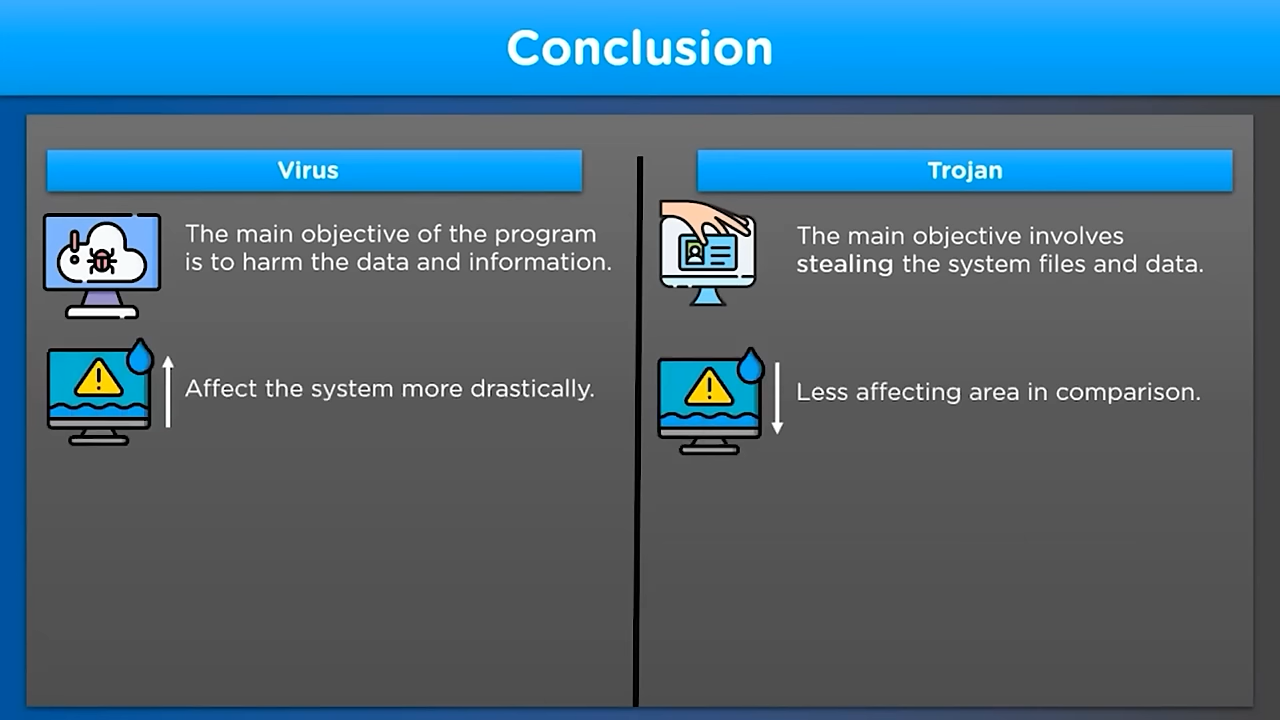 Conclusion
Virus
The main objective of the program
is to harm the data and information.
Affect the system more drastically.
Trojan
The main objective involves
stealing the system files and data.
Less affecting area in comparison.